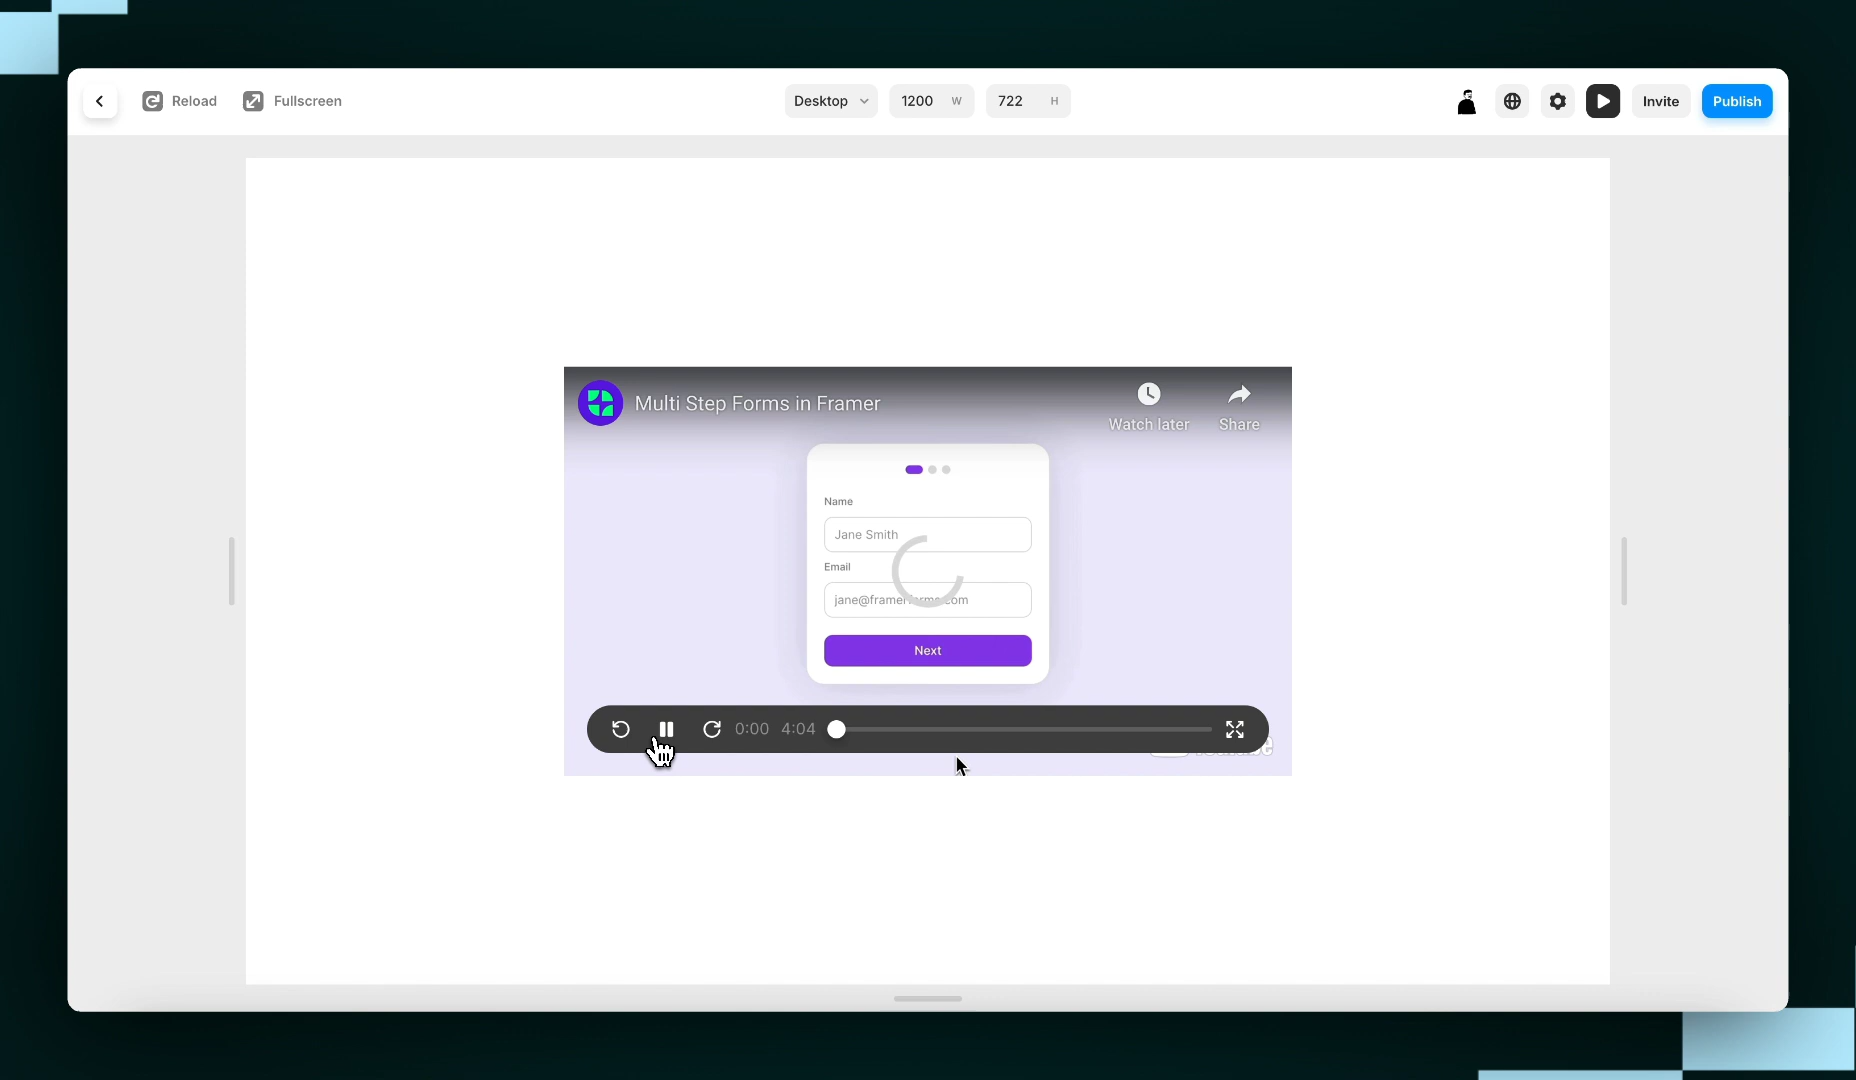 Reload Fullscreen Desktop 1200 W 722 H Invite Publish
Multi Step Forms in Framer
Watch later Share
Name
Jane Smith
Email
Next
0:00 4:04